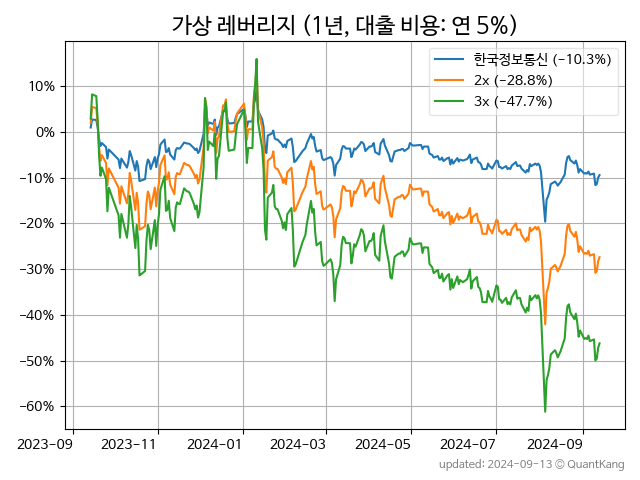 가상 레버리지 (1년, 대출 비용: 연 5%)
한국정보통신 (−10.3%)
2x (−28.8%)
3x (−47.7%)
10%
0%
−10%
−20%
−30%
−40%
−50%
−60%
2023-09 2023-11 2024-01 2024-03 2024-05 2024-07 2024-09
updated: 2024-09-13 ⓒ QuantKang